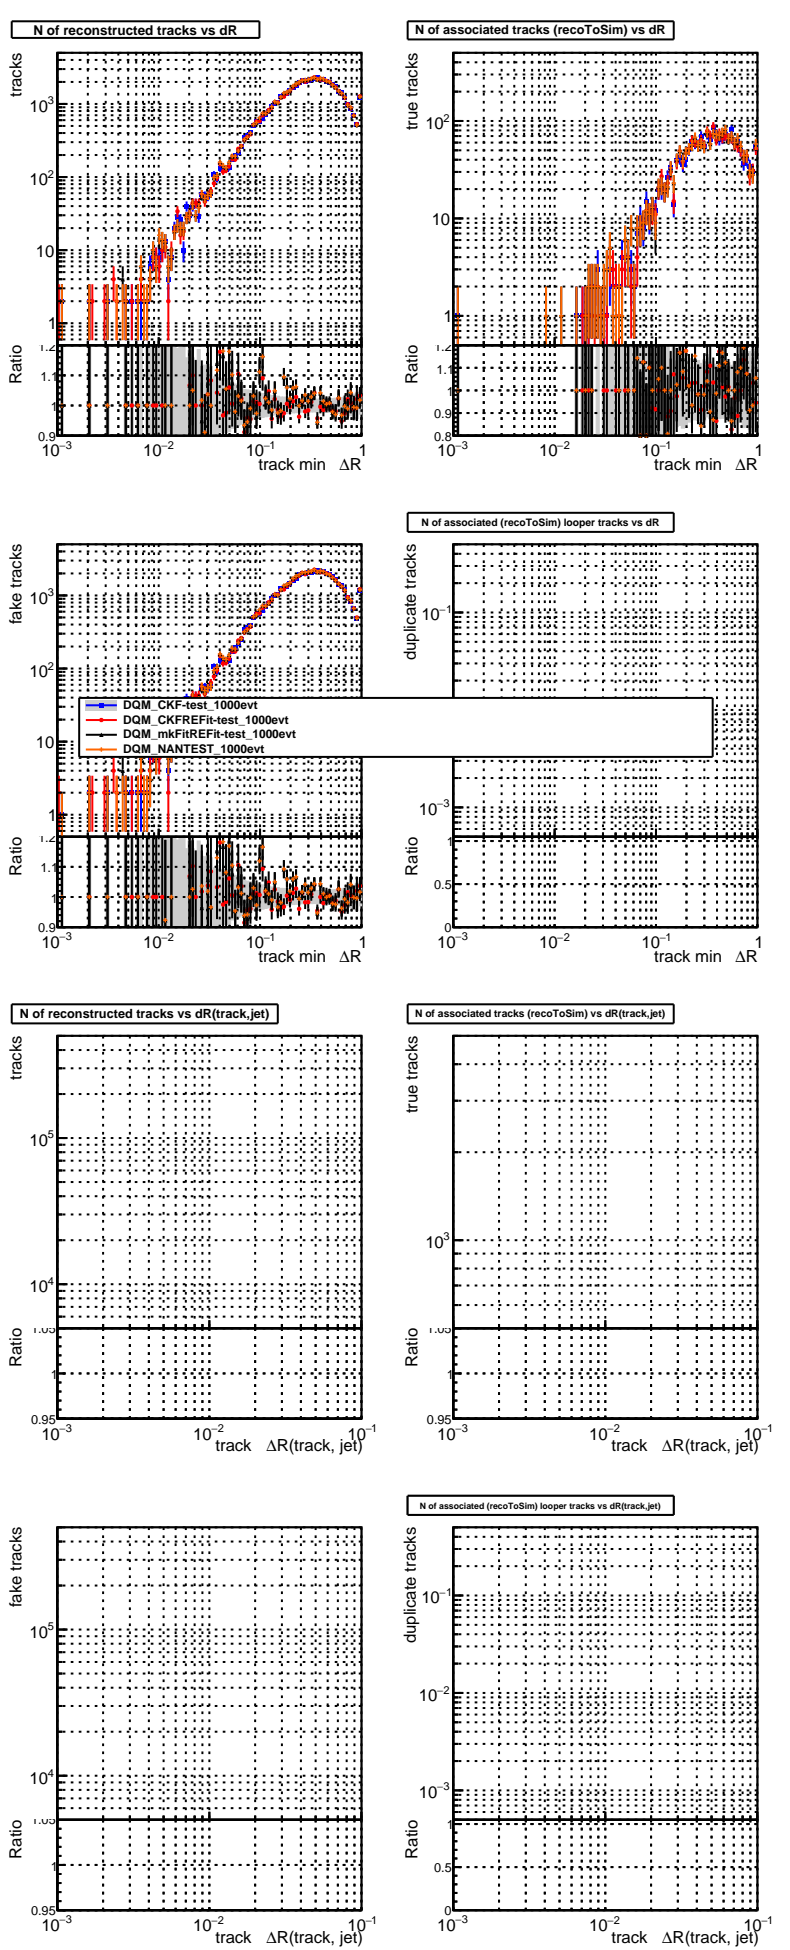 N of reconstructed tracks vs dR
tracks
10³
10²
10
1
Ratio
1.2
1.1
1
0.9
10⁻³ 10⁻² 10⁻¹ 1
track min ΔR
N of associated tracks (recoToSim) vs dR
true tracks
10²
10
1
Ratio
1.2
1.1
1
0.9
0.8
10⁻³ 10⁻² 10⁻¹ 1
track min ΔR
fake tracks
10³
10²
10
1
Ratio
1.2
1.1
1
0.9
10⁻³ 10⁻² 10⁻¹ 1
track min ΔR
N of associated (recoToSim) looper tracks vs dR
duplicate tracks
10⁻¹
10⁻³
Ratio
1
0.5
0
10⁻³ 10⁻² 10⁻¹ 1
track min ΔR
DQM_CKF-test_1000evt
DQM_CKFREFit-test_1000evt
DQM_mkFitREFit-test_1000evt
DQM_NANTEST_1000evt
N of reconstructed tracks vs dR(track,jet)
tracks
10⁵
10⁴
Ratio
1.05
1
0.95
10⁻³ 10⁻² 10⁻¹
track ΔR(track, jet)
N of associated tracks (recoToSim) vs dR(track,jet)
true tracks
10³
Ratio
1.05
1
0.95
10⁻³ 10⁻² 10⁻¹
track ΔR(track, jet)
fake tracks
10⁵
10⁴
Ratio
1.05
1
0.95
10⁻³ 10⁻² 10⁻¹
track ΔR(track, jet)
N of associated (recoToSim) looper tracks vs dR(track,jet)
duplicate tracks
10⁻¹
10⁻²
10⁻³
Ratio
1
0.5
0
10⁻³ 10⁻² 10⁻¹
track ΔR(track, jet)